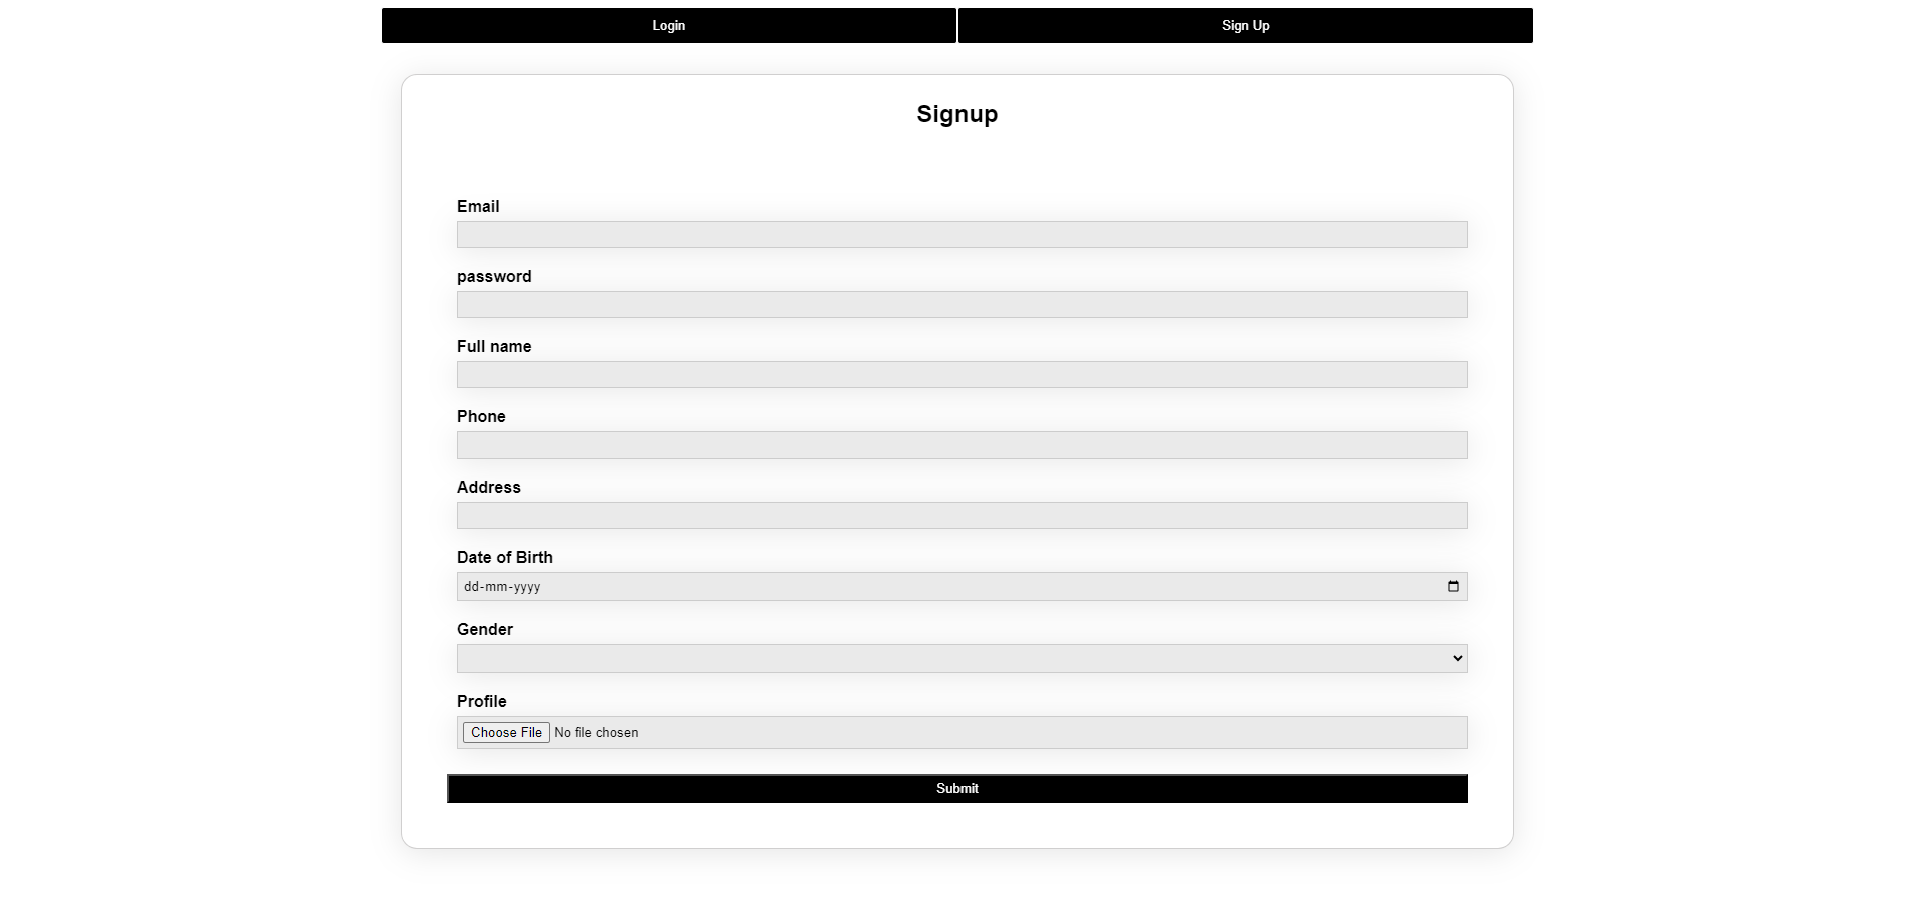 Login Sign Up
Signup
Email
password
Full name
Phone
Address
Date of Birth
dd-mm-yyyy
Gender
Profile
Choose File No file chosen
Submit